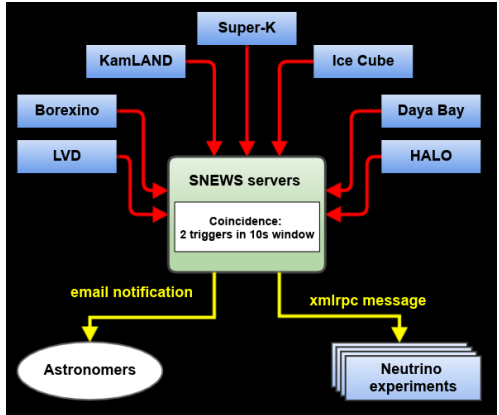 Super-K
KamLAND
Ice Cube
Borexino
Daya Bay
LVD
HALO
SNEWS servers
Coincidence:
2 triggers in 10s window
email notification
xmlrpc message
Astronomers
Neutrino
experiments